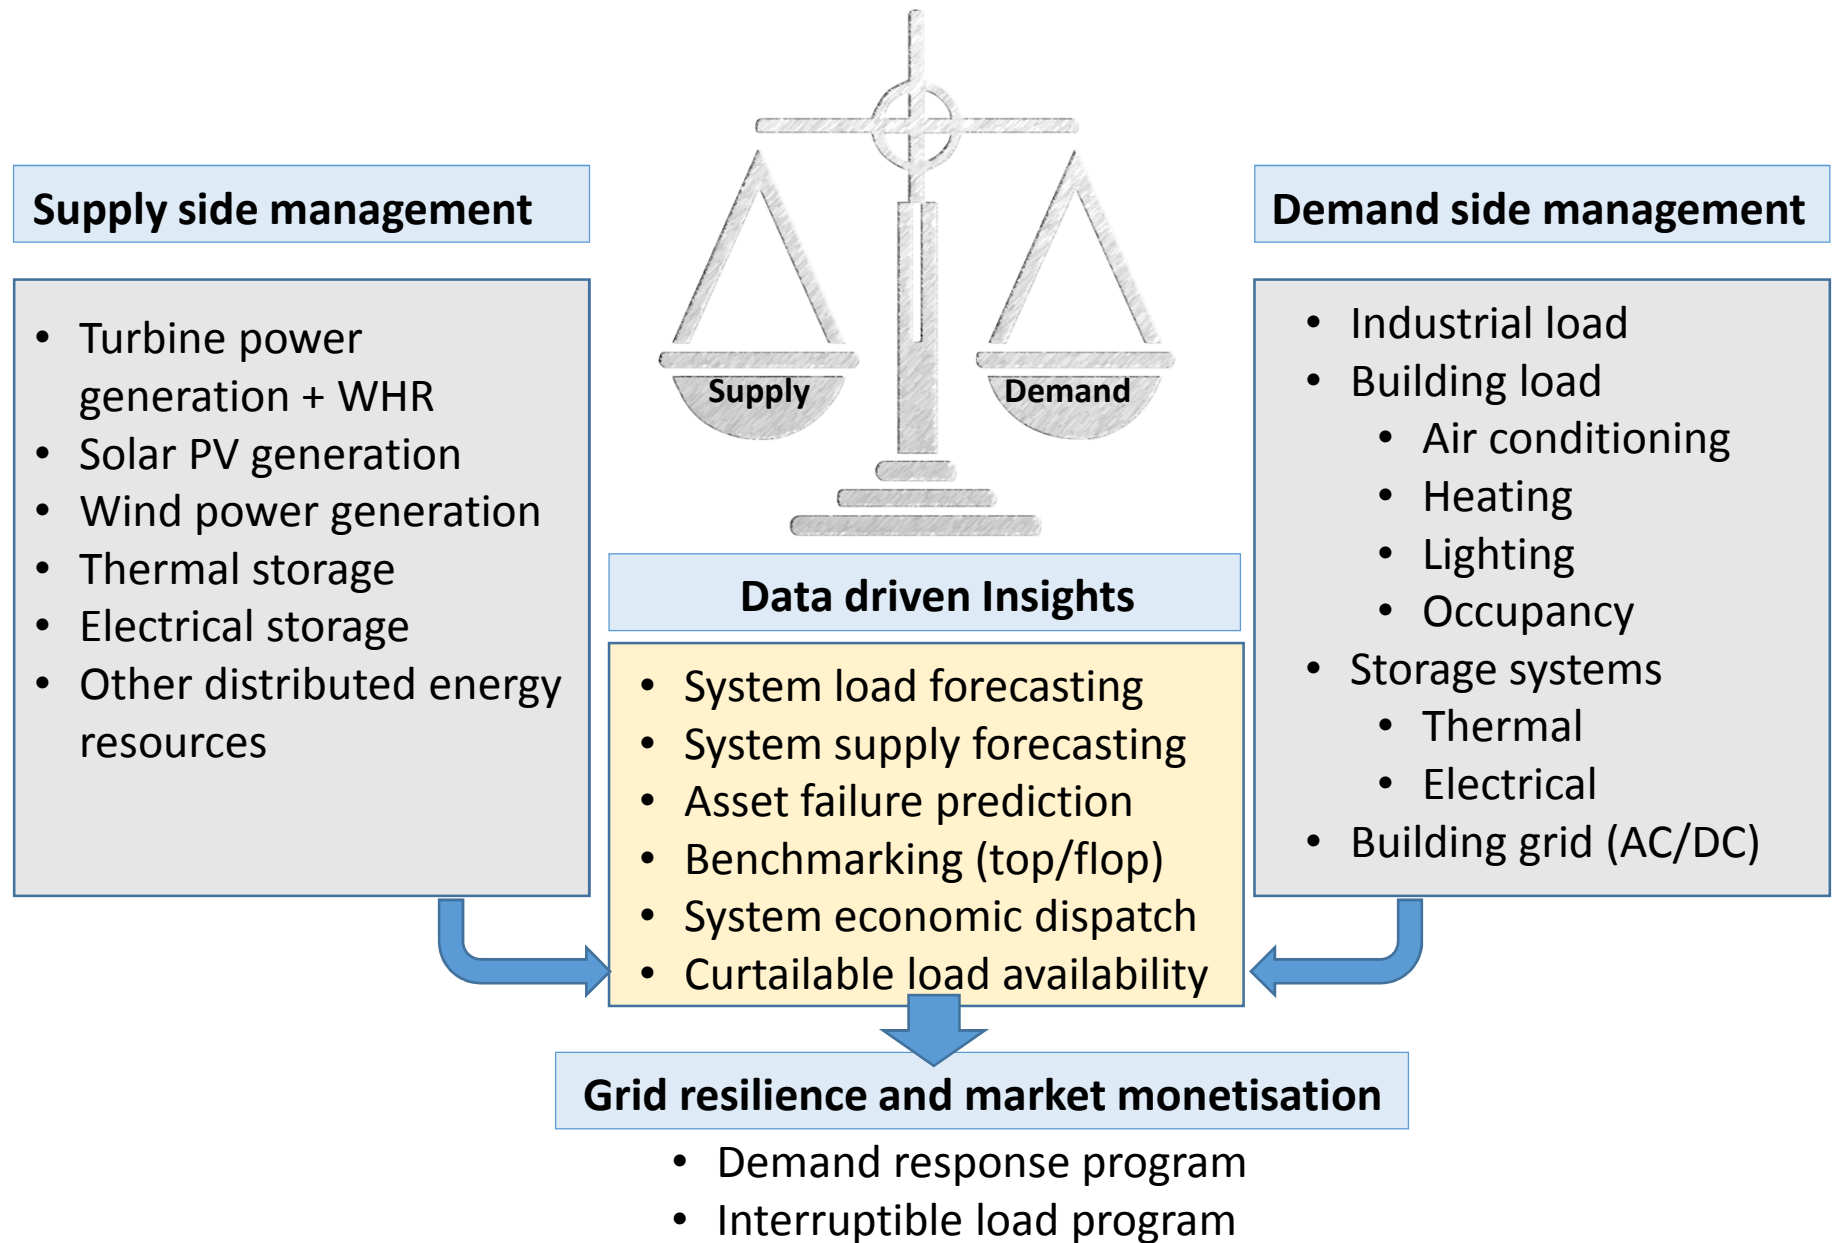 Supply side management
• Turbine power
generation + WHR
• Solar PV generation
• Wind power generation
• Thermal storage
• Electrical storage
• Other distributed energy
resources
Supply
Demand
Data driven Insights
• System load forecasting
• System supply forecasting
• Asset failure prediction
• Benchmarking (top/flop)
• System economic dispatch
• Curtailable load availability
Demand side management
• Industrial load
• Building load
• Air conditioning
• Heating
• Lighting
• Occupancy
• Storage systems
• Thermal
• Electrical
• Building grid (AC/DC)
Grid resilience and market monetisation
• Demand response program
• Interruptible load program